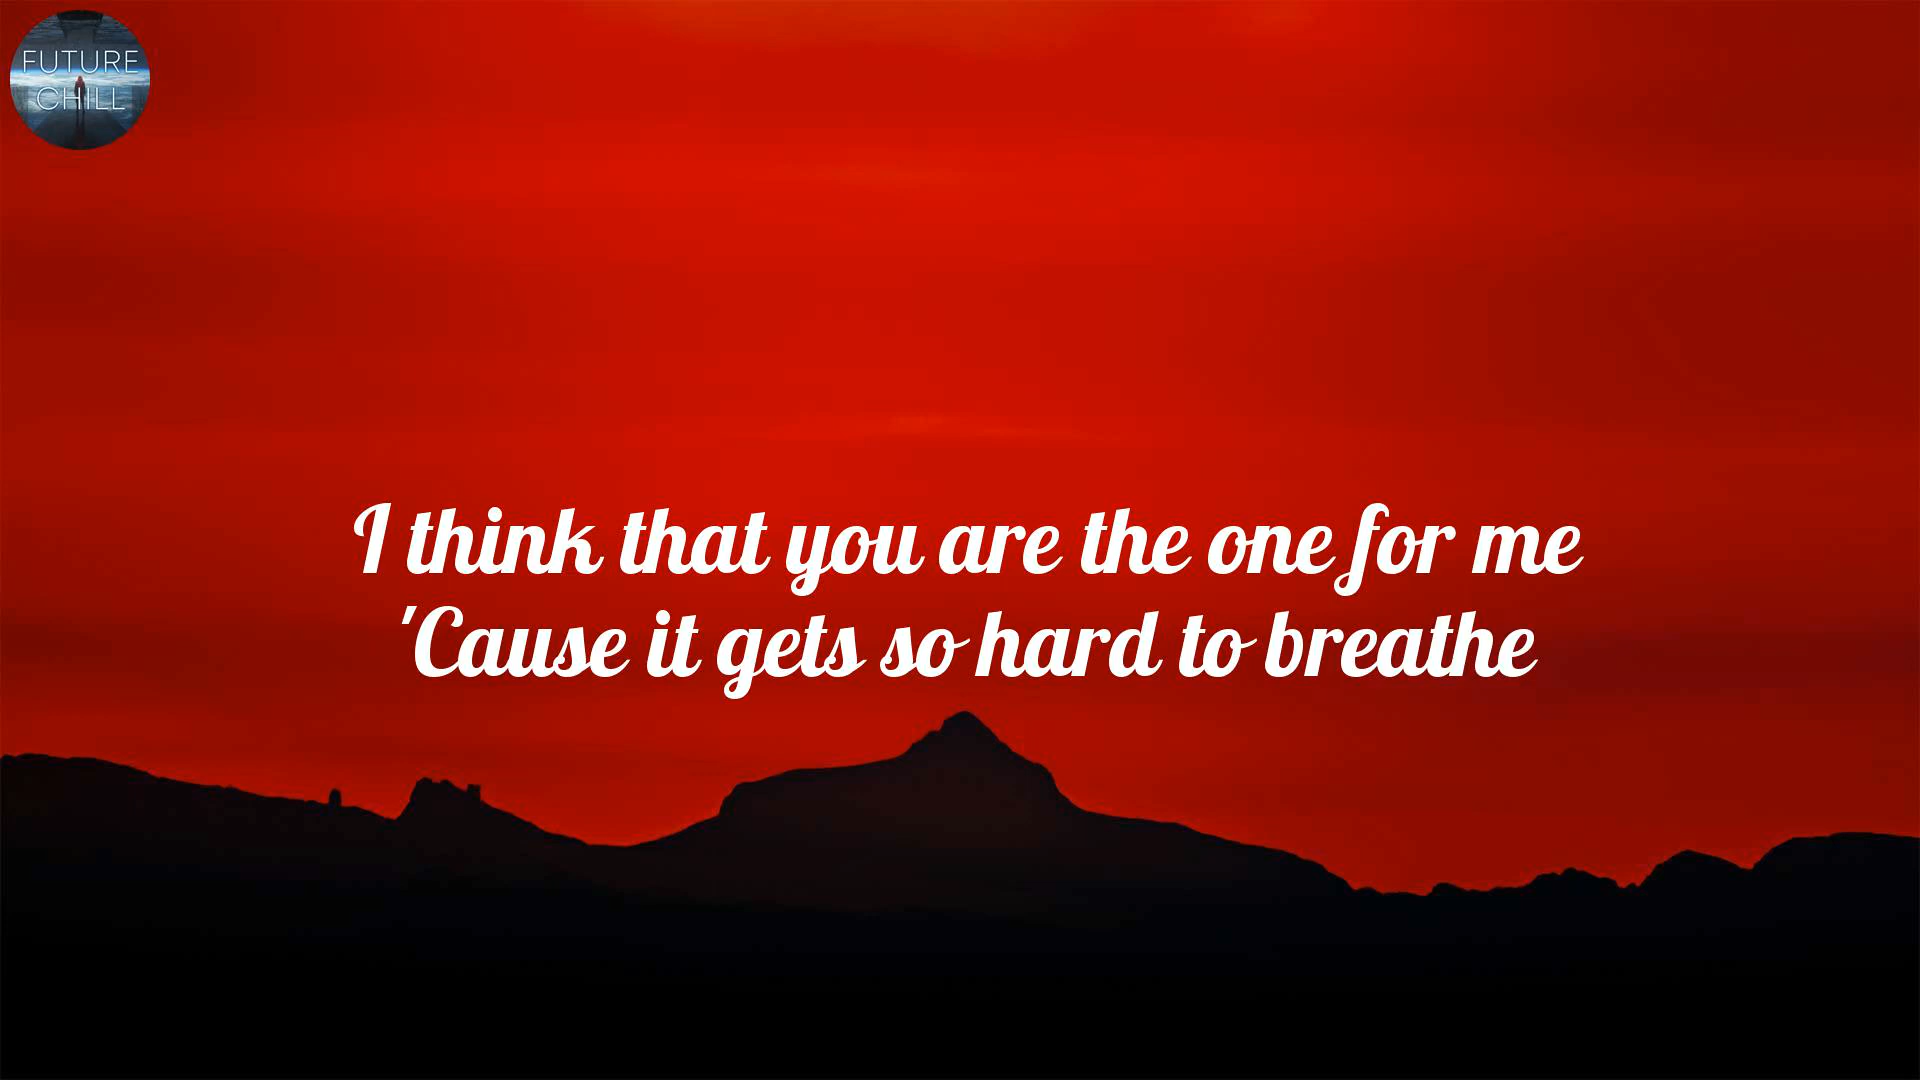 FUTURE
CHILL
I think that you are the one for me
'Cause it gets so hard to breathe